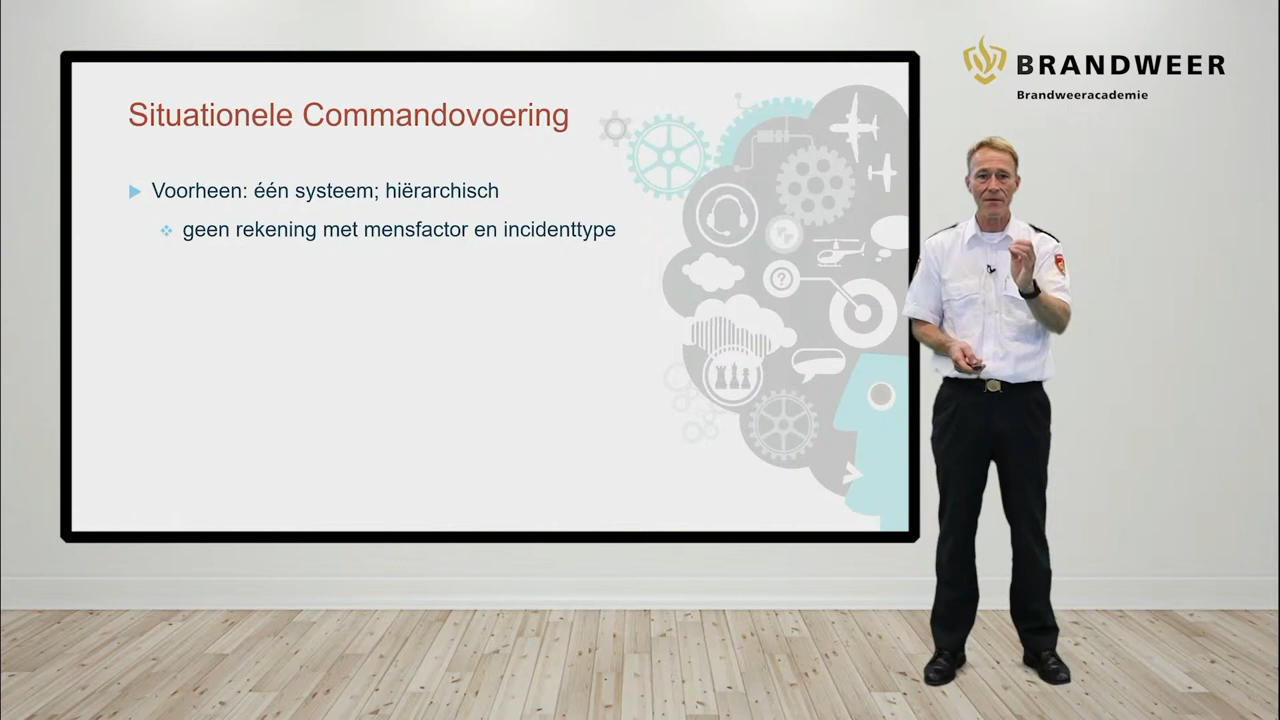 Situationele Commandovoering
Voorheen: één systeem; hiërarchisch
geen rekening met mensfactor en incidenttype
BRANDWEER
Brandweeracademie
?